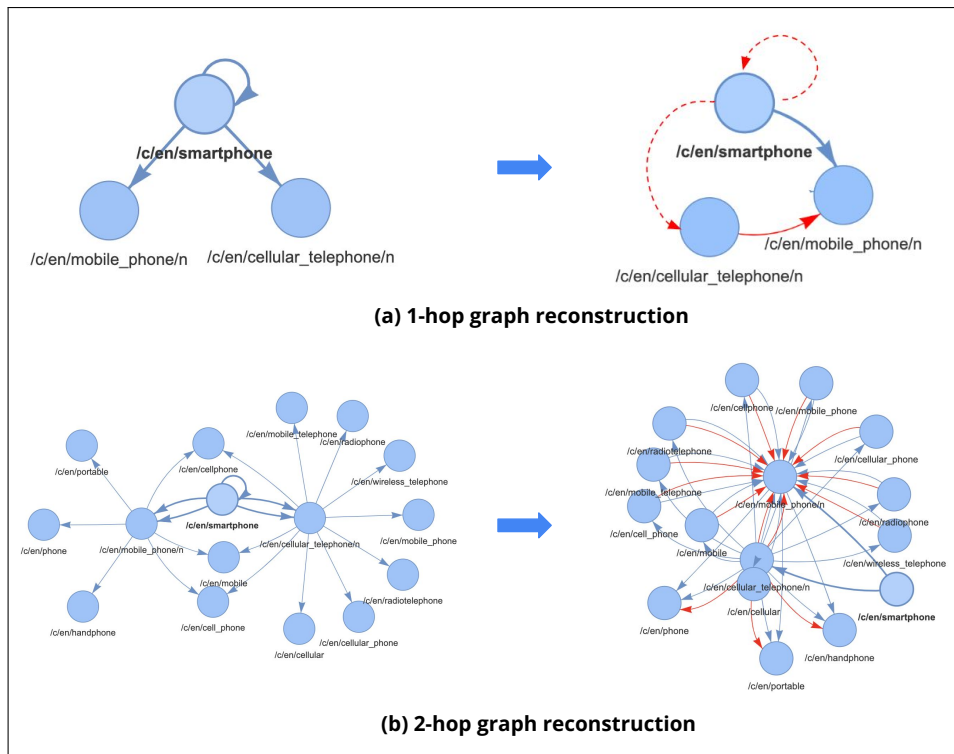 /c/en/smartphone
/c/en/mobile_phone/n
/c/en/cellular_telephone/n
/c/en/smartphone
/c/en/mobile_phone/n
/c/en/cellular_telephone/n
(a) 1-hop graph reconstruction
/c/en/mobile_telephone
/c/en/radiophone
/c/en/portable
/c/en/cellphone
/c/en/wireless_telephone
/c/en/smartphone
/c/en/phone
/c/en/mobile_phone/n
/c/en/cellular_telephone/n
/c/en/mobile_phone
/c/en/mobile
/c/en/radiotelephone
/c/en/handphone
/c/en/cell_phone
/c/en/cellular_phone
/c/en/cellular
/c/en/cellphone
/c/en/mobile_phone
/c/en/radiotelephone
/c/en/cellular_phone
/c/en/mobile_telephone
/c/en/mobile_phone/n
/c/en/radiophone
/c/en/cell_phone
/c/en/mobile
/c/en/wireless_telephone
/c/en/cellular_telephone/n
/c/en/cellular
/c/en/smartphone
/c/en/phone
/c/en/handphone
/c/en/portable
(b) 2-hop graph reconstruction